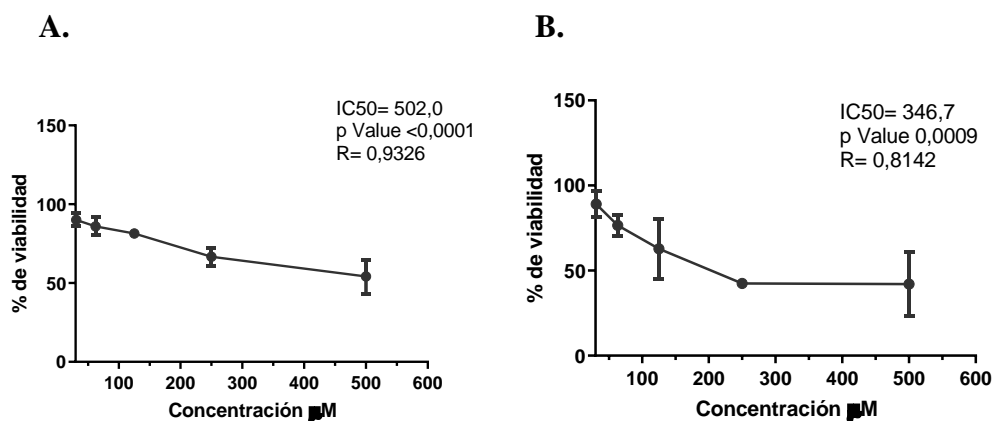 A.
IC50= 502,0
p Value <0,0001
R= 0,9326
150
100
50
0
% de viabilidad
100 200 300 400 500 600
Concentración µM
B.
IC50= 346,7
p Value 0,0009
R= 0,8142
150
100
50
0
% de viabilidad
100 200 300 400 500 600
Concentración µM